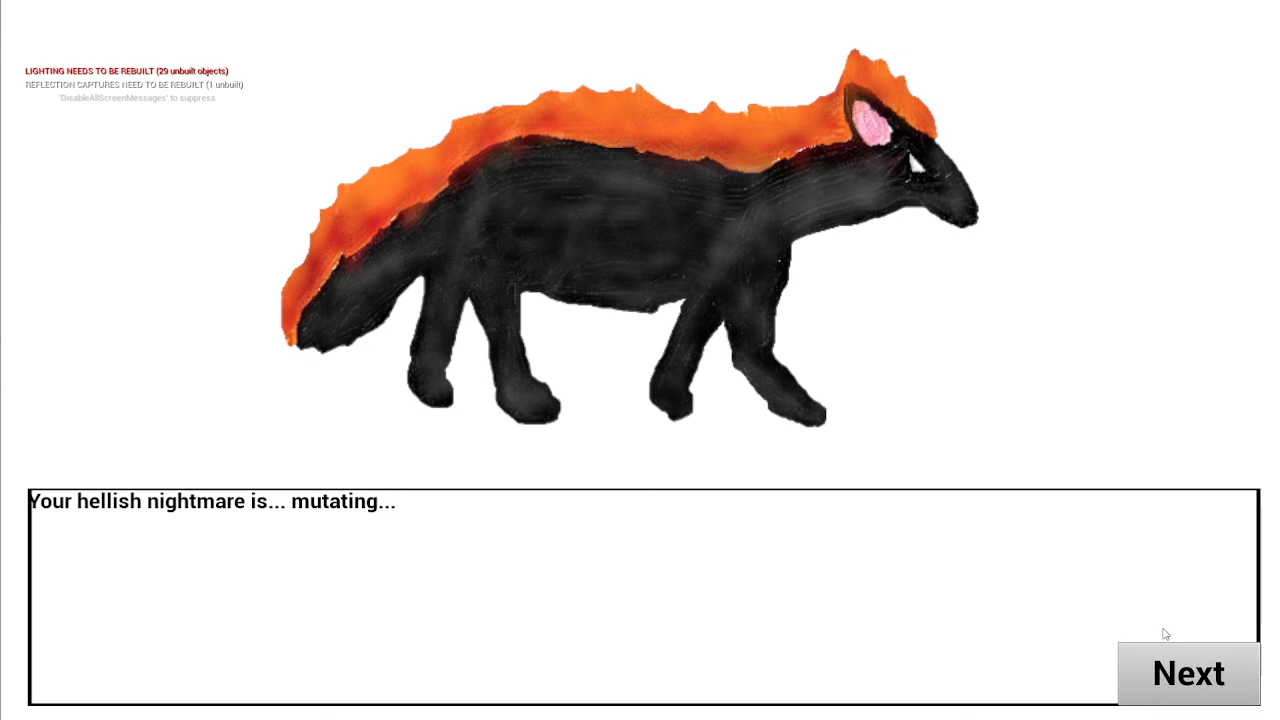 LIGHTING NEEDS TO BE REBUILT (29 unbuilt objects)
REFLECTION CAPTURES NEED TO BE REBUILT (1 unbuilt)
'DisableAllScreenMessages' to suppress
Your hellish nightmare is... mutating...
Next